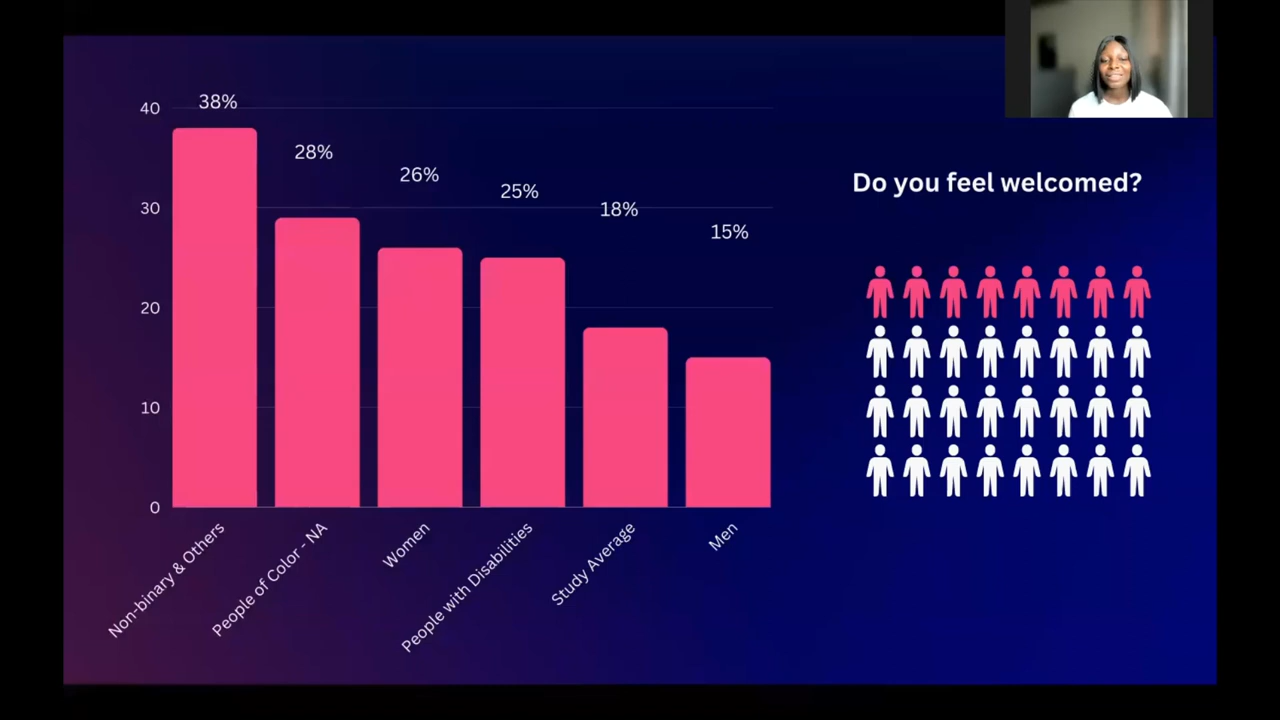 38%
28%
26%
25%
18%
15%
40
30
20
10
0
Non-binary & Others
People of Color - NA
Women
People with Disabilities
Study Average
Men
Do you feel welcomed?